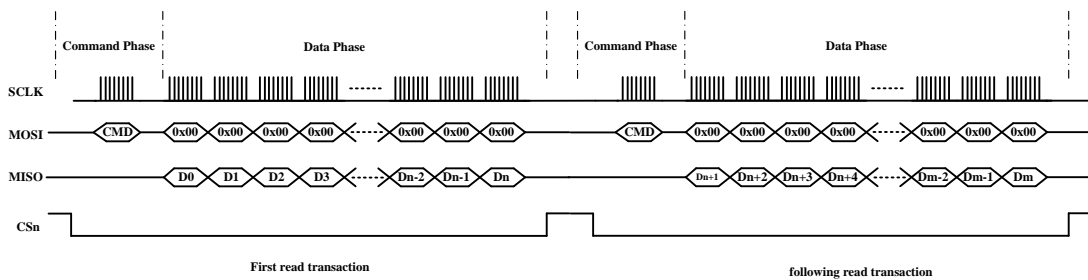 Command Phase Data Phase Command Phase Data Phase
SCLK
MOSI CMD 0x00 0x00 0x00 0x00 0x00 0x00 0x00 CMD 0x00 0x00 0x00 0x00 0x00 0x00 0x00
MISO D0 D1 D2 D3 Dn-2 Dn-1 Dn Dn+1 Dn+2 Dn+3 Dn+4 Dm-2 Dm-1 Dm
CSn
First read transaction following read transaction